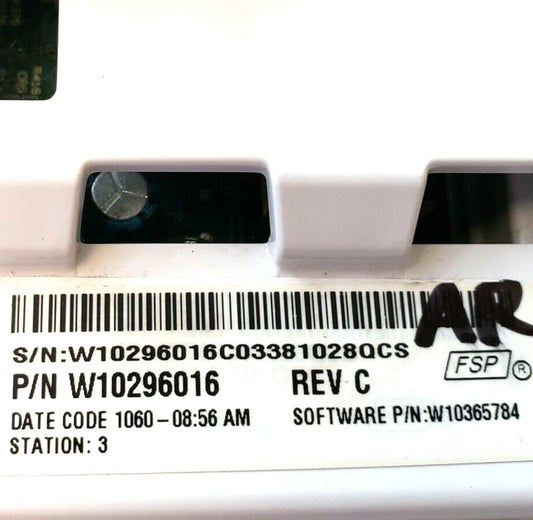 AR
S/N:W10296016C03381028QCS
FSP®
P/N W10296016 REV C
DATE CODE 1060-08:56 AM SOFTWARE P/N:W10365784
STATION: 3